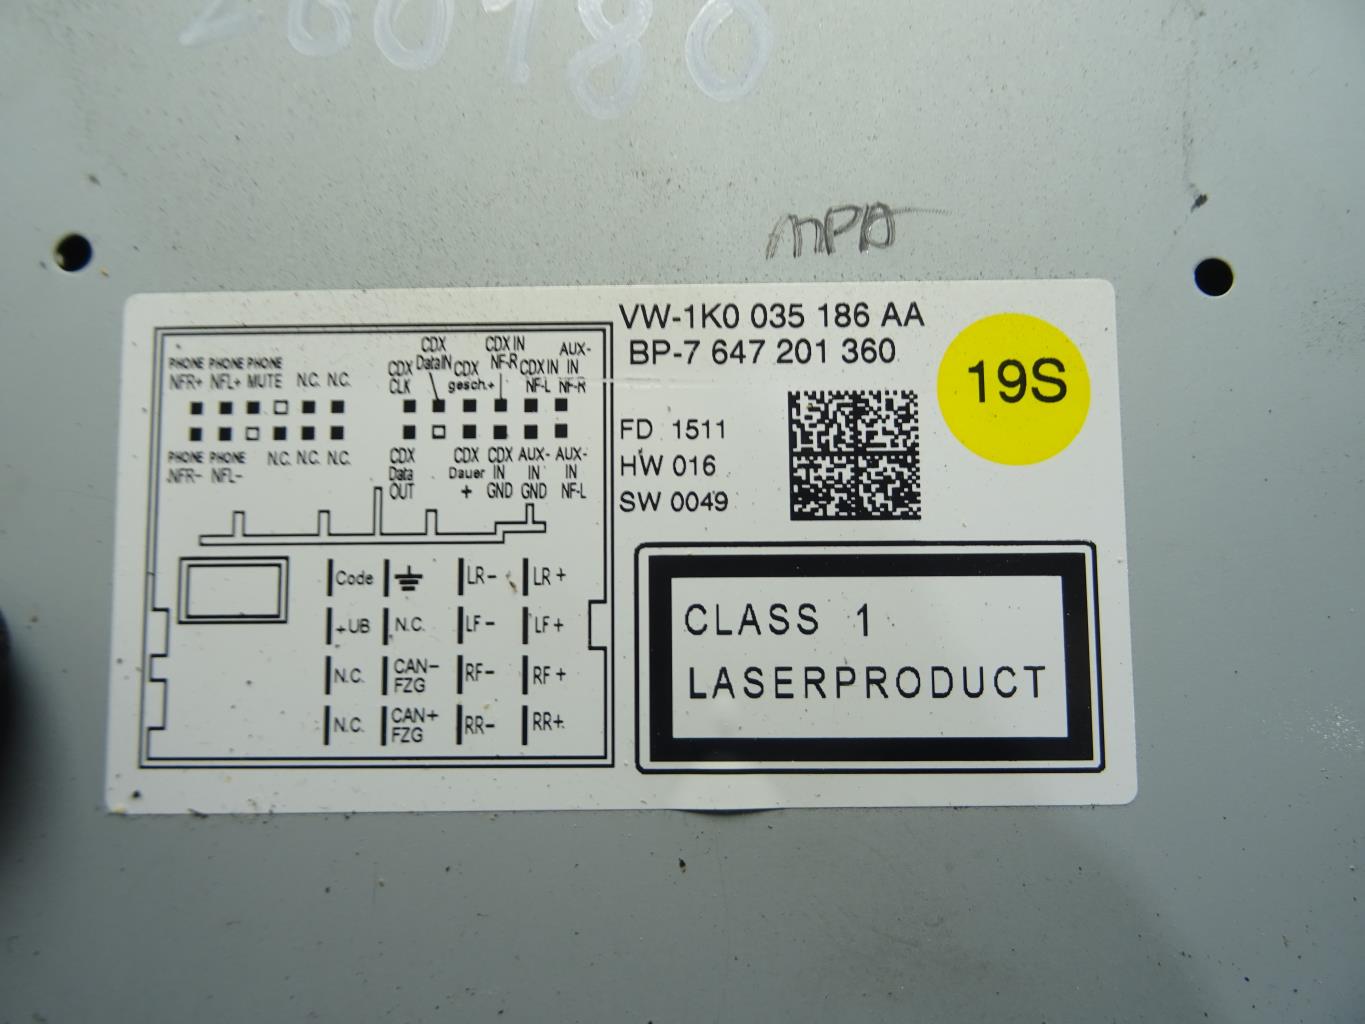 260780
MPD
VW-1K0 035 186 AA
BP-7 647 201 360
19S
FD 1511
HW 016
SW 0049
CLASS 1
LASERPRODUCT
PHONE PHONE PHONE
NFR+ NFL+ MUTE N.C. N.C.
PHONE PHONE
NFR- NFL- N.C. N.C. N.C.
CDX CLK
CDX DataIN
CDX gesch.+
CDX IN NF-R
CDX IN NF-L
AUX-IN NF-R
CDX Data OUT
CDX Dauer +
CDX IN GND
AUX-IN GND
AUX-IN NF-L
Code LR- LR+
+UB N.C. LF- LF+
N.C. CAN- FZG RF- RF+
N.C. CAN+ FZG RR- RR+